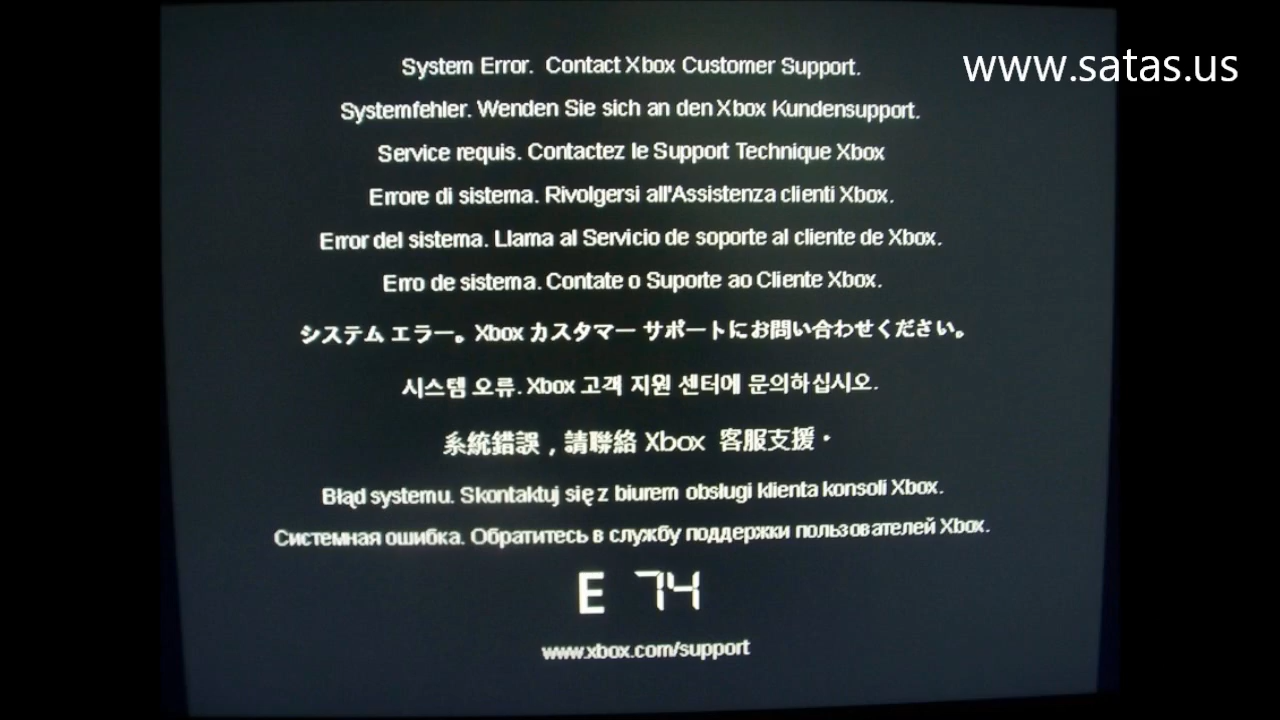 www.satas.us
System Error. Contact Xbox Customer Support.
Systemfehler. Wenden Sie sich an den Xbox Kundensupport.
Service requis. Contactez le Support Technique Xbox
Errore di sistema. Rivolgersi all'Assistenza clienti Xbox.
Error del sistema. Llama al Servicio de soporte al cliente de Xbox.
Erro de sistema. Contate o Suporte ao Cliente Xbox.
システム エラー。Xbox カスタマー サポートにお問い合わせください。
시스템 오류. Xbox 고객 지원 센터에 문의하십시오.
系統錯誤，請聯絡 Xbox 客服支援。
Błąd systemu. Skontaktuj się z biurem obsługi klienta konsoli Xbox.
Системная ошибка. Обратитесь в службу поддержки пользователей Xbox.
E 74
www.xbox.com/support